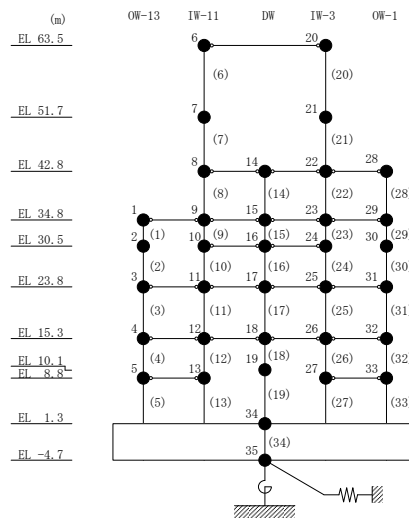 (m) OW-13 IW-11 DW IW-3 OW-1
EL 63.5 6 20
(6) (20)
EL 51.7 7 21
(7) (21)
EL 42.8 8 14 22 28
(8) (14) (22) (28)
EL 34.8 1 9 15 23 29
(1) (9) (15) (23) (29)
EL 30.5 2 10 16 24 30
(2) (10) (16) (24) (30)
EL 23.8 3 11 17 25 31
(3) (11) (17) (25) (31)
EL 15.3 4 12 18 26 32
(4) (12) (18) (26) (32)
EL 10.1 19
EL 8.8 5 13 27 33
(5) (13) (19) (27) (33)
EL 1.3 34
(34)
EL -4.7 35